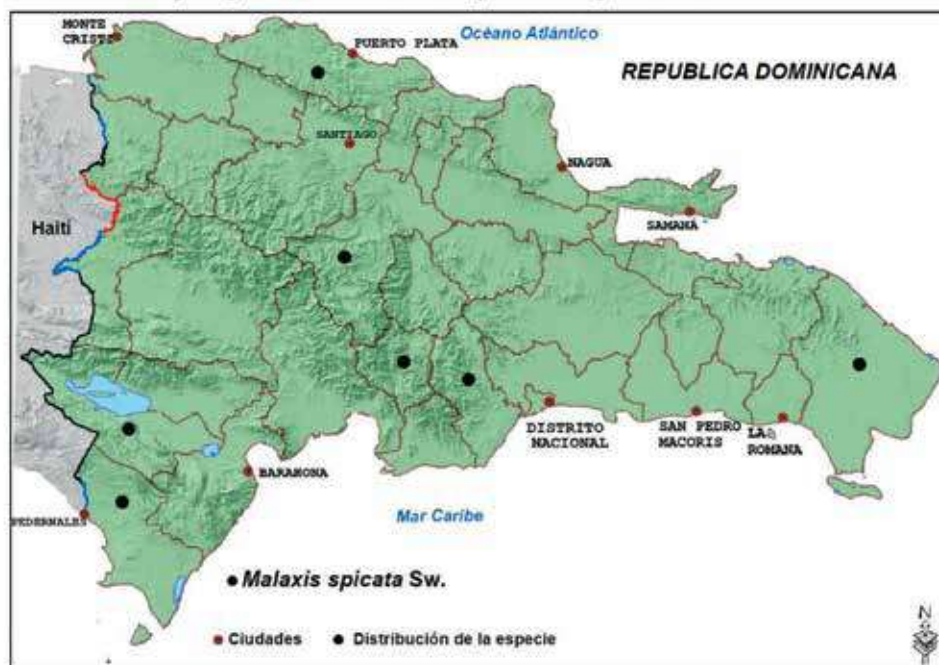 MONTE
CRISTI
Océano Atlántico
PUERTO PLATA
REPUBLICA DOMINICANA
SANTIAGO
NAGUA
SAMANÁ
Haití
DISTRITO
NACIONAL
SAN PEDRO
MACORIS
LA
ROMANA
BARAHONA
PEDERNALES
Mar Caribe
Malaxis spicata Sw.
Ciudades
Distribución de la especie
N